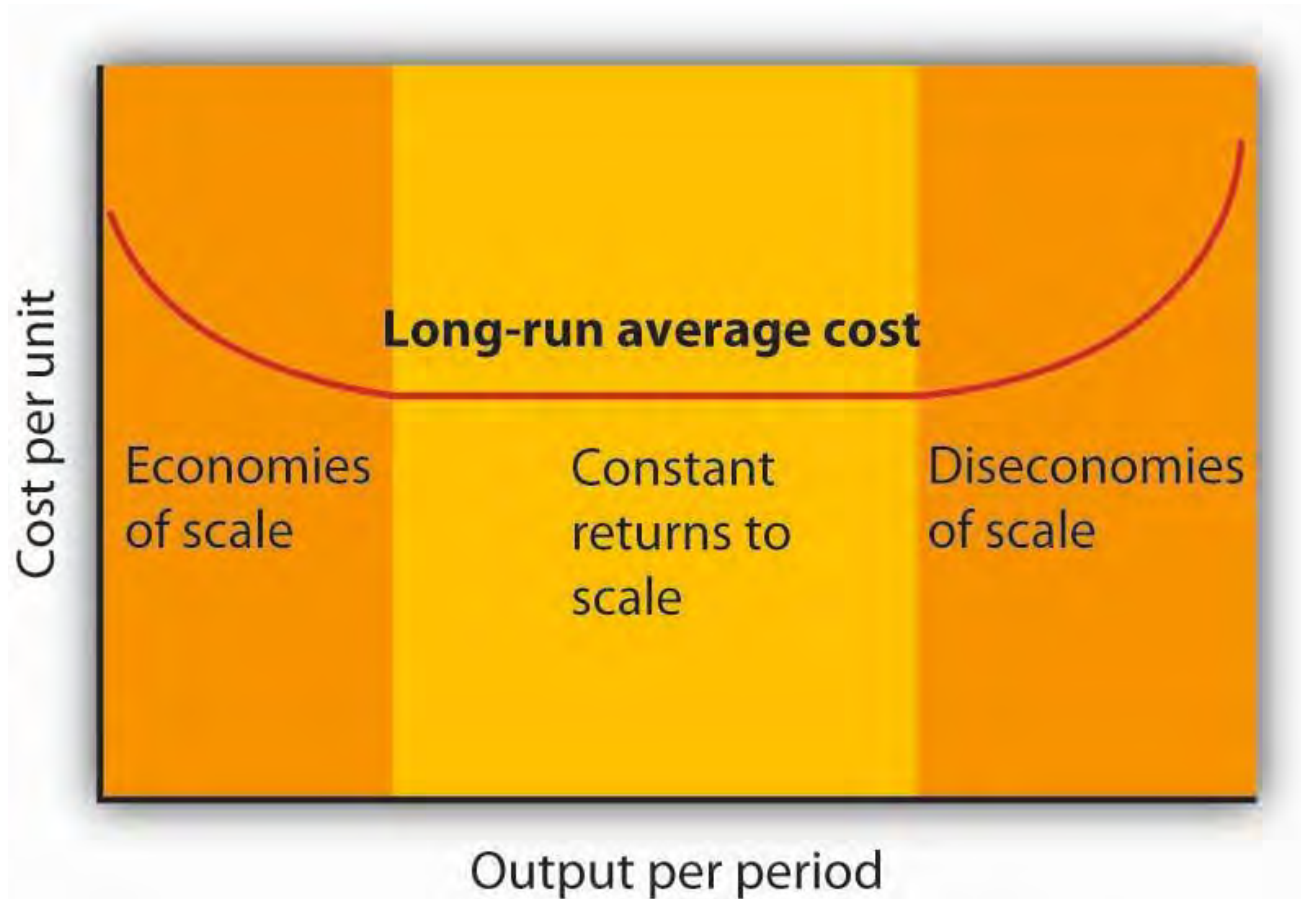 Cost per unit
Long-run average cost
Economies
of scale
Constant
returns to
scale
Diseconomies
of scale
Output per period